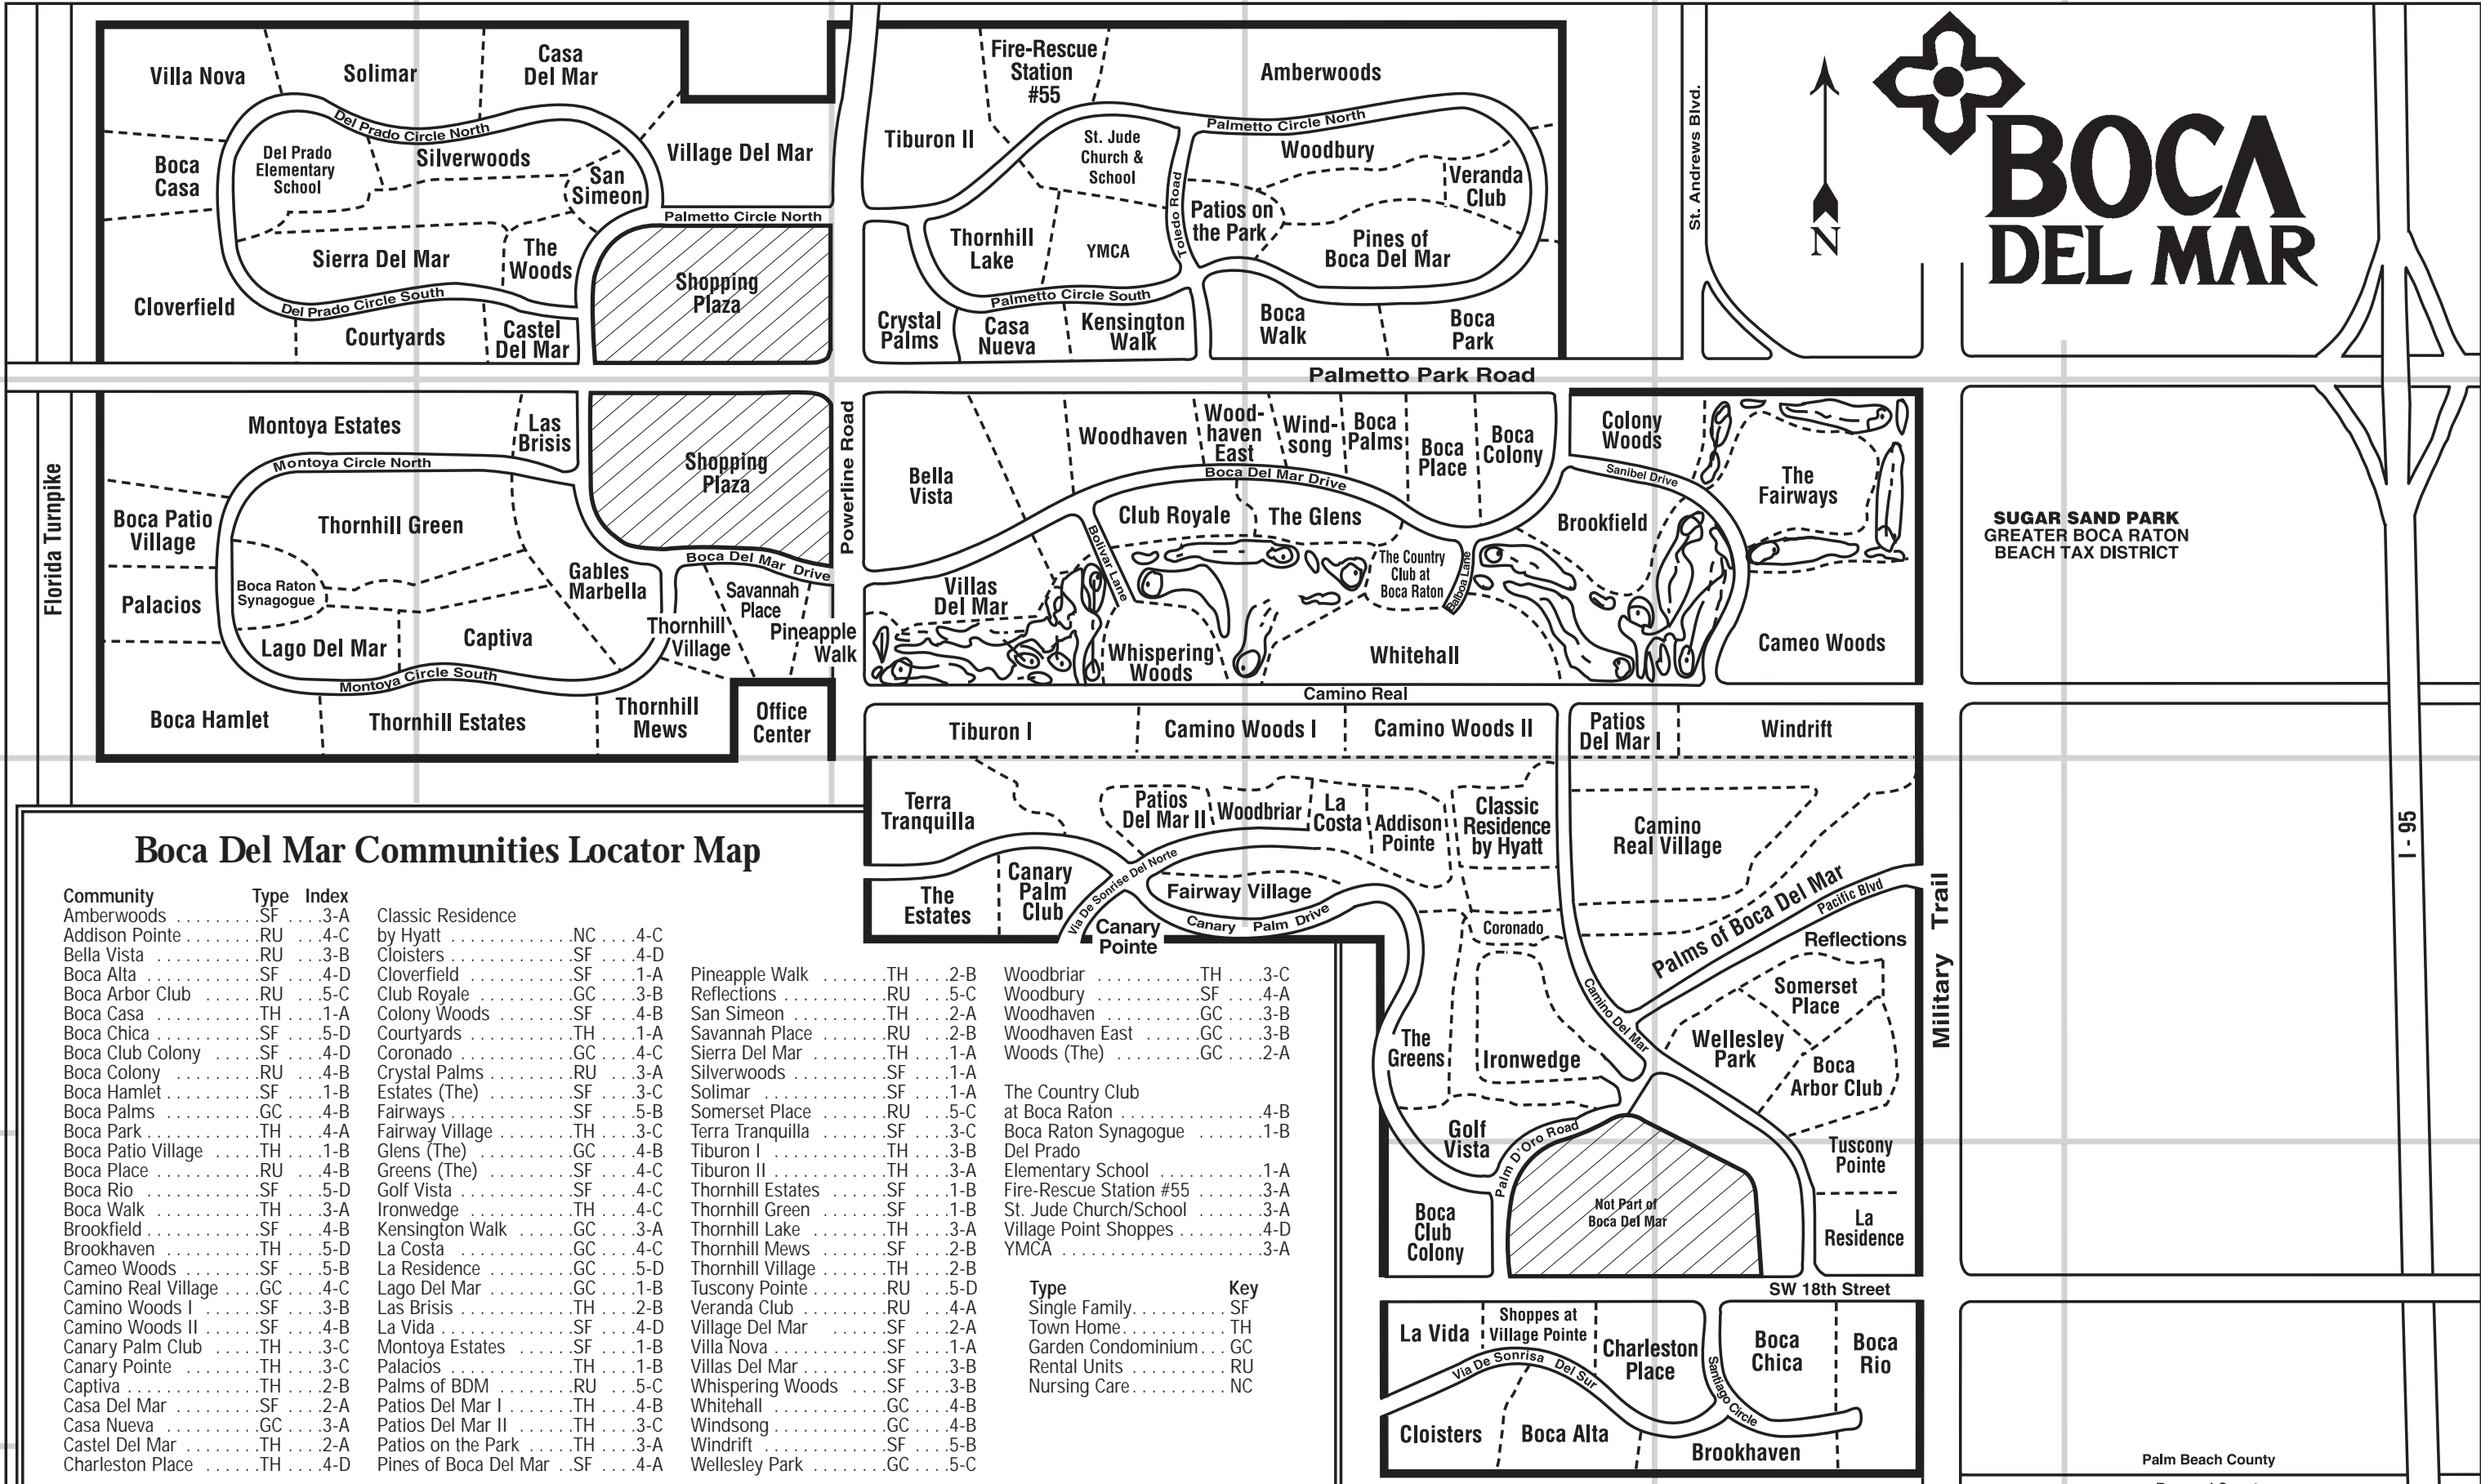 BOCA
DEL MAR
N
Villa Nova
Solimar
Casa
Del Mar
Boca
Casa
Del Prado Circle North
Del Prado
Elementary
School
Silverwoods
San
Simeon
Village Del Mar
Palmetto Circle North
Sierra Del Mar
The
Woods
Shopping
Plaza
Cloverfield
Del Prado Circle South
Courtyards
Castel
Del Mar
Fire-Rescue
Station
#55
Amberwoods
Tiburon II
St. Jude
Church &
School
Palmetto Circle North
Woodbury
Veranda
Club
Toledo Road
Patios on
the Park
Thornhill
Lake
YMCA
Pines of
Boca Del Mar
Palmetto Circle South
Crystal
Palms
Casa
Nueva
Kensington
Walk
Boca
Walk
Boca
Park
St. Andrews Blvd.
Palmetto Park Road
Florida Turnpike
Powerline Road
Montoya Estates
Las
Brisis
Shopping
Plaza
Montoya Circle North
Boca Patio
Village
Thornhill Green
Boca Raton
Synagogue
Palacios
Lago Del Mar
Captiva
Gables
Marbella
Boca Del Mar Drive
Savannah
Place
Thornhill
Village
Pineapple
Walk
Montoya Circle South
Boca Hamlet
Thornhill Estates
Thornhill
Mews
Office
Center
Bella
Vista
Woodhaven
Wood-
haven
East
Wind-
song
Boca
Palms
Boca
Place
Boca
Colony
Colony
Woods
Boca Del Mar Drive
Sanibel Drive
The
Fairways
Club Royale
The Glens
Brookfield
Bolivar Lane
The Country
Club at
Boca Raton
Balboa Lane
Villas
Del Mar
Whispering
Woods
Whitehall
Cameo Woods
SUGAR SAND PARK
GREATER BOCA RATON
BEACH TAX DISTRICT
Camino Real
Tiburon I
Camino Woods I
Camino Woods II
Patios
Del Mar I
Windrift
Terra
Tranquilla
Patios
Del Mar II
Woodbriar
La
Costa
Addison
Pointe
Classic
Residence
by Hyatt
Camino
Real Village
The
Estates
Canary
Palm
Club
Via De Sonrise Del Norte
Fairway Village
Canary Palm Drive
Canary
Pointe
Coronado
Palms of Boca Del Mar
Pacific Blvd
Reflections
Somerset
Place
Camino Del Mar
Wellesley
Park
Boca
Arbor Club
The
Greens
Ironwedge
Golf
Vista
Palm D'Oro Road
Tuscony
Pointe
Boca
Club
Colony
Not Part of
Boca Del Mar
La
Residence
Military Trail
I - 95
SW 18th Street
La Vida
Shoppes at
Village Pointe
Charleston
Place
Boca
Chica
Boca
Rio
Via De Sonrisa Del Sur
Santiago Circle
Cloisters
Boca Alta
Brookhaven
Palm Beach County
Boca Del Mar Communities Locator Map
Community Type Index
Amberwoods . . . . . . . . .SF . . . .3-A
Addison Pointe . . . . . . . .RU . . .4-C
Bella Vista . . . . . . . . . . .RU . . .3-B
Boca Alta . . . . . . . . . . . .SF . . . .4-D
Boca Arbor Club . . . . . .RU . . .5-C
Boca Casa . . . . . . . . . . .TH . . . .1-A
Boca Chica . . . . . . . . . . .SF . . . .5-D
Boca Club Colony . . . . .SF . . . .4-D
Boca Colony . . . . . . . . .RU . . .4-B
Boca Hamlet . . . . . . . . . .SF . . . .1-B
Boca Palms . . . . . . . . . .GC . . . .4-B
Boca Park . . . . . . . . . . . .TH . . . .4-A
Boca Patio Village . . . . .TH . . . .1-B
Boca Place . . . . . . . . . . .RU . . .4-B
Boca Rio . . . . . . . . . . . .SF . . . .5-D
Boca Walk . . . . . . . . . . .TH . . . .3-A
Brookfield . . . . . . . . . . . .SF . . . .4-B
Brookhaven . . . . . . . . . .TH . . . .5-D
Cameo Woods . . . . . . . .SF . . . .5-B
Camino Real Village . . . .GC . . . .4-C
Camino Woods I . . . . . .SF . . . .3-B
Camino Woods II . . . . . .SF . . . .4-B
Canary Palm Club . . . . .TH . . . .3-C
Canary Pointe . . . . . . . .TH . . . .3-C
Captiva . . . . . . . . . . . . . .TH . . . .2-B
Casa Del Mar . . . . . . . . .SF . . . .2-A
Casa Nueva . . . . . . . . . .GC . . . .3-A
Castel Del Mar . . . . . . . .TH . . . .2-A
Charleston Place . . . . . .TH . . . .4-D
Classic Residence
by Hyatt . . . . . . . . . . . . .NC . . . .4-C
Cloisters . . . . . . . . . . . . .SF . . . .4-D
Cloverfield . . . . . . . . . . .SF . . . .1-A
Club Royale . . . . . . . . . .GC . . . .3-B
Colony Woods . . . . . . . .SF . . . .4-B
Courtyards . . . . . . . . . . .TH . . . .1-A
Coronado . . . . . . . . . . . .GC . . . .4-C
Crystal Palms . . . . . . . . .RU . . . .3-A
Estates (The) . . . . . . . . .SF . . . .3-C
Fairways . . . . . . . . . . . . .SF . . . .5-B
Fairway Village . . . . . . . .TH . . . .3-C
Glens (The) . . . . . . . . . .GC . . . .4-B
Greens (The) . . . . . . . . .SF . . . .4-C
Golf Vista . . . . . . . . . . . .SF . . . .4-C
Ironwedge . . . . . . . . . . .TH . . . .4-C
Kensington Walk . . . . . .GC . . . .3-A
La Costa . . . . . . . . . . . .GC . . . .4-C
La Residence . . . . . . . . .GC . . . .5-D
Lago Del Mar . . . . . . . . .GC . . . .1-B
Las Brisis . . . . . . . . . . . .TH . . . .2-B
La Vida . . . . . . . . . . . . . .SF . . . .4-D
Montoya Estates . . . . . .SF . . . .1-B
Palacios . . . . . . . . . . . . .TH . . . .1-B
Palms of BDM . . . . . . . .RU . . . .5-C
Patios Del Mar I . . . . . . .TH . . . .4-B
Patios Del Mar II . . . . . . .TH . . . .3-C
Patios on the Park . . . . .TH . . . .3-A
Pines of Boca Del Mar . .SF . . . .4-A
Pineapple Walk . . . . . . .TH . . . .2-B
Reflections . . . . . . . . . . .RU . . . .5-C
San Simeon . . . . . . . . . .TH . . . .2-A
Savannah Place . . . . . . .RU . . . .2-B
Sierra Del Mar . . . . . . . .TH . . . .1-A
Silverwoods . . . . . . . . . .SF . . . .1-A
Solimar . . . . . . . . . . . . .SF . . . .1-A
Somerset Place . . . . . . .RU . . . .5-C
Terra Tranquilla . . . . . . .SF . . . .3-C
Tiburon I . . . . . . . . . . . .TH . . . .3-B
Tiburon II . . . . . . . . . . . .TH . . . .3-A
Thornhill Estates . . . . . .SF . . . .1-B
Thornhill Green . . . . . . .SF . . . .1-B
Thornhill Lake . . . . . . . .TH . . . .3-A
Thornhill Mews . . . . . . .SF . . . .2-B
Thornhill Village . . . . . . .TH . . . .2-B
Tuscony Pointe . . . . . . .RU . . . .5-D
Veranda Club . . . . . . . . .RU . . . .4-A
Village Del Mar . . . . . .SF . . . .2-A
Villa Nova . . . . . . . . . . . .SF . . . .1-A
Villas Del Mar . . . . . . . .SF . . . .3-B
Whispering Woods . . . .SF . . . .3-B
Whitehall . . . . . . . . . . . .GC . . . .4-B
Windsong . . . . . . . . . . . .GC . . . .4-B
Windrift . . . . . . . . . . . . .SF . . . .5-B
Wellesley Park . . . . . . . .GC . . . .5-C
Woodbriar . . . . . . . . . . .TH . . . .3-C
Woodbury . . . . . . . . . .SF . . . .4-A
Woodhaven . . . . . . . . . .GC . . . .3-B
Woodhaven East . . . . . .GC . . . .3-B
Woods (The) . . . . . . . . .GC . . . .2-A
The Country Club
at Boca Raton . . . . . . . . . . . . . . .4-B
Boca Raton Synagogue . . . . . . .1-B
Del Prado
Elementary School . . . . . . . . . . .1-A
Fire-Rescue Station #55 . . . . . . .3-A
St. Jude Church/School . . . . . . .3-A
Village Point Shoppes . . . . . . . . .4-D
YMCA . . . . . . . . . . . . . . . . . . . . .3-A
Type Key
Single Family. . . . . . . . . . SF
Town Home. . . . . . . . . . . TH
Garden Condominium. . . GC
Rental Units . . . . . . . . . . RU
Nursing Care. . . . . . . . . . NC